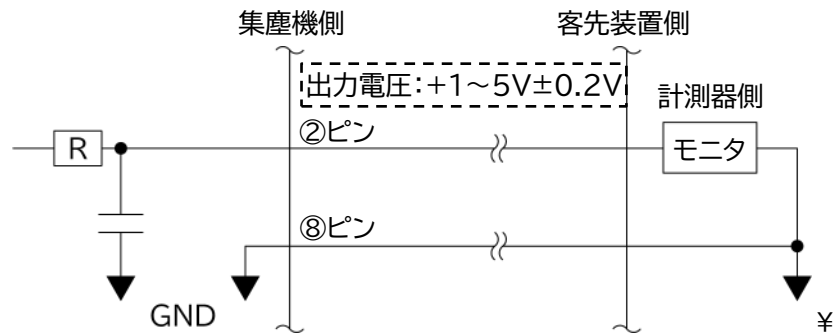 集塵機側
客先装置側
出力電圧:+1~5V±0.2V
計測器側
②ピン
R
モニタ
⑧ピン
GND
¥